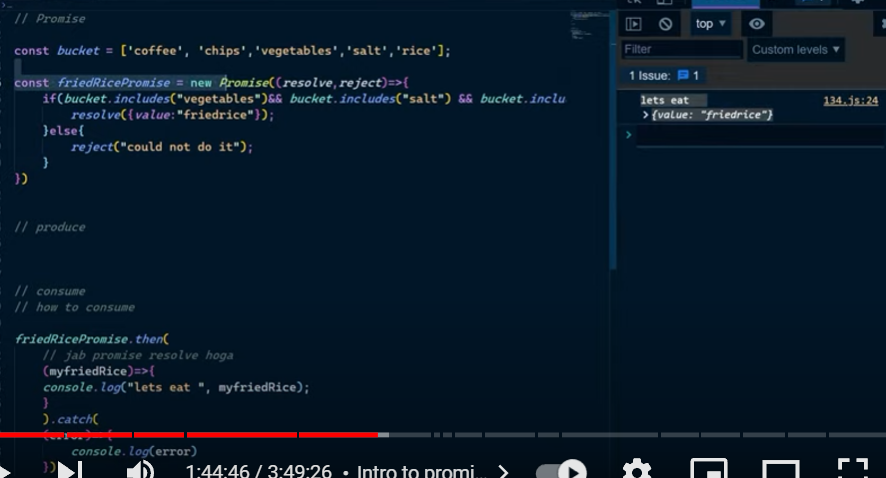 // Promise
const bucket = ['coffee', 'chips','vegetables','salt','rice'];
const friedRicePromise = new Promise((resolve,reject)=>{
if(bucket.includes("vegetables")&& bucket.includes("salt") && bucket.inclu
resolve({value:"friedrice"});
}else{
reject("could not do it");
}
})
// produce
// consume
// how to consume
friedRicePromise.then(
// jab promise resolve hoga
(myfriedRice)=>{
console.log("lets eat ", myfriedRice);
}
).catch(
(error)=>{
console.log(error)
})
top ▼
Filter
Custom levels ▼
1 Issue: 1
lets eat 134.js:24
{value: "friedrice"}
1:44:46 / 3:49:26 • Intro to promi...